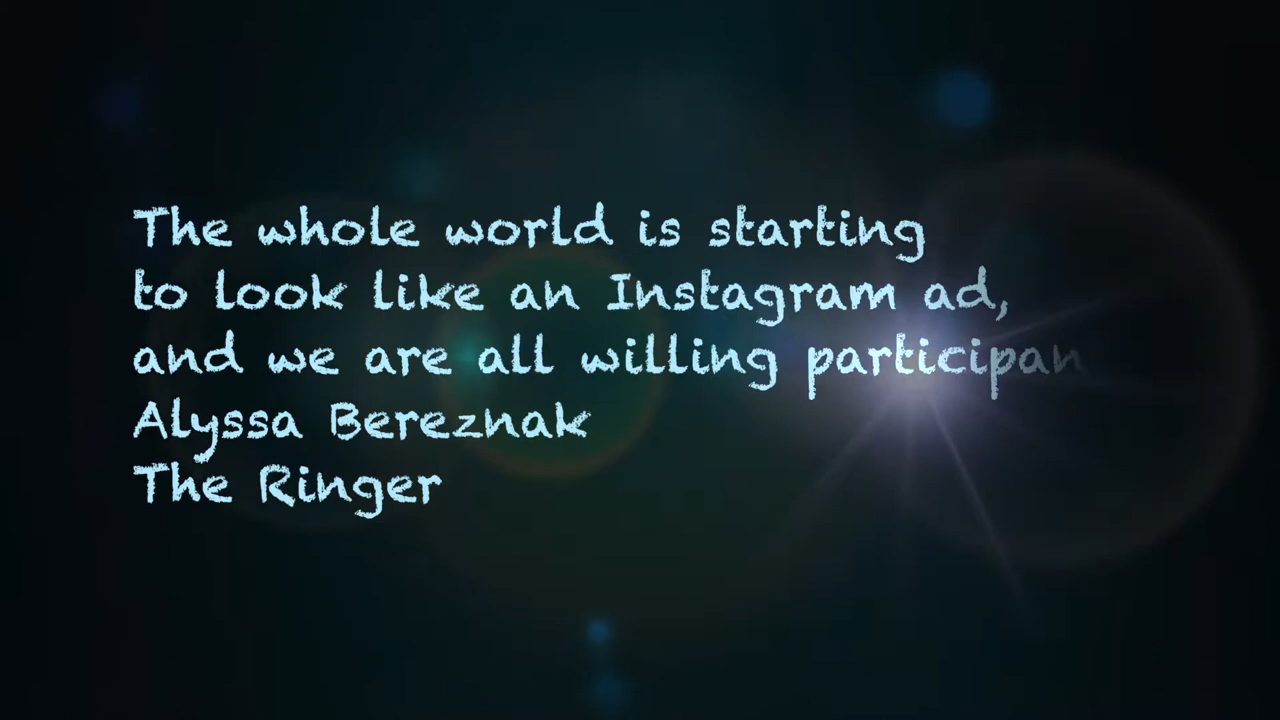 The whole world is starting
to look like an Instagram ad,
and we are all willing participan
Alyssa Bereznak
The Ringer